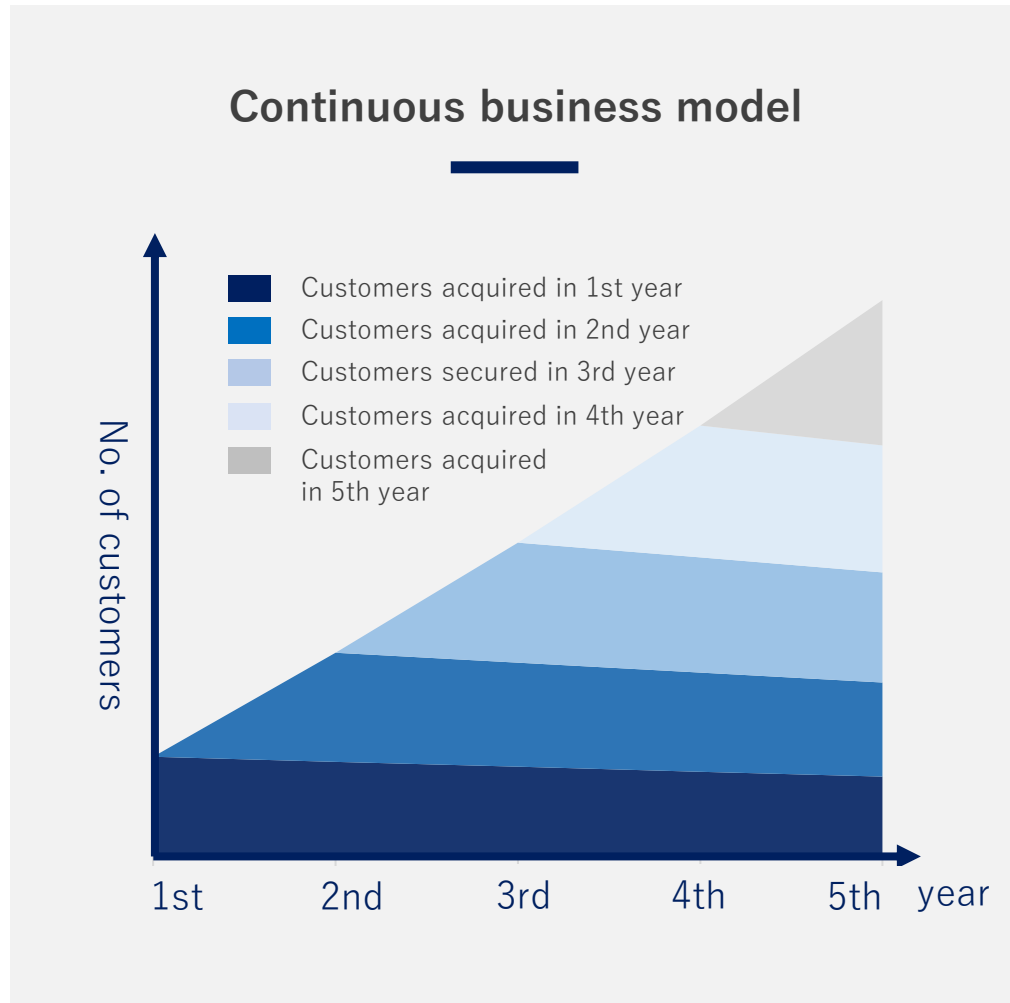 Continuous business model
Customers acquired in 1st year
Customers acquired in 2nd year
Customers secured in 3rd year
Customers acquired in 4th year
Customers acquired
in 5th year
No. of customers
1st
2nd
3rd
4th
5th
year